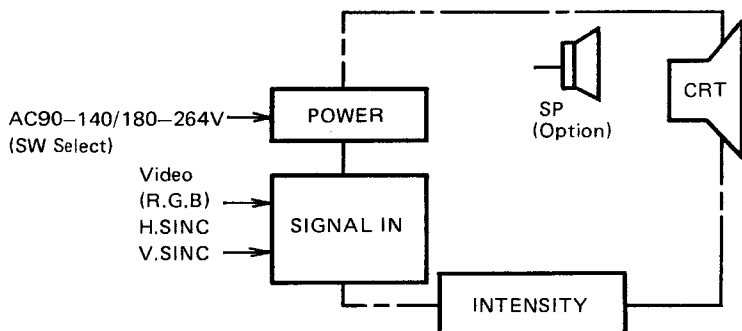 AC90–140/180–264V
(SW Select)
POWER
SP
(Option)
CRT
Video
(R.G.B)
H.SINC
V.SINC
SIGNAL IN
INTENSITY